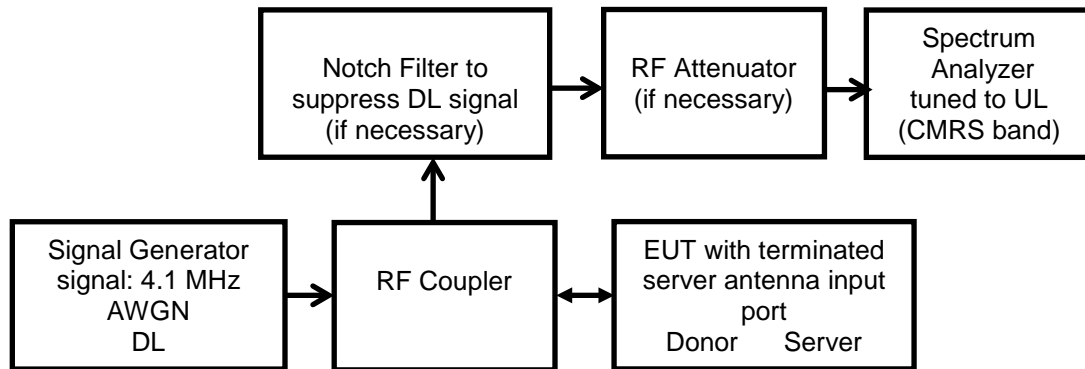 Notch Filter to
suppress DL signal
(if necessary)
RF Attenuator
(if necessary)
Spectrum
Analyzer
tuned to UL
(CMRS band)
Signal Generator
signal: 4.1 MHz
AWGN
DL
RF Coupler
EUT with terminated
server antenna input
port
Donor Server